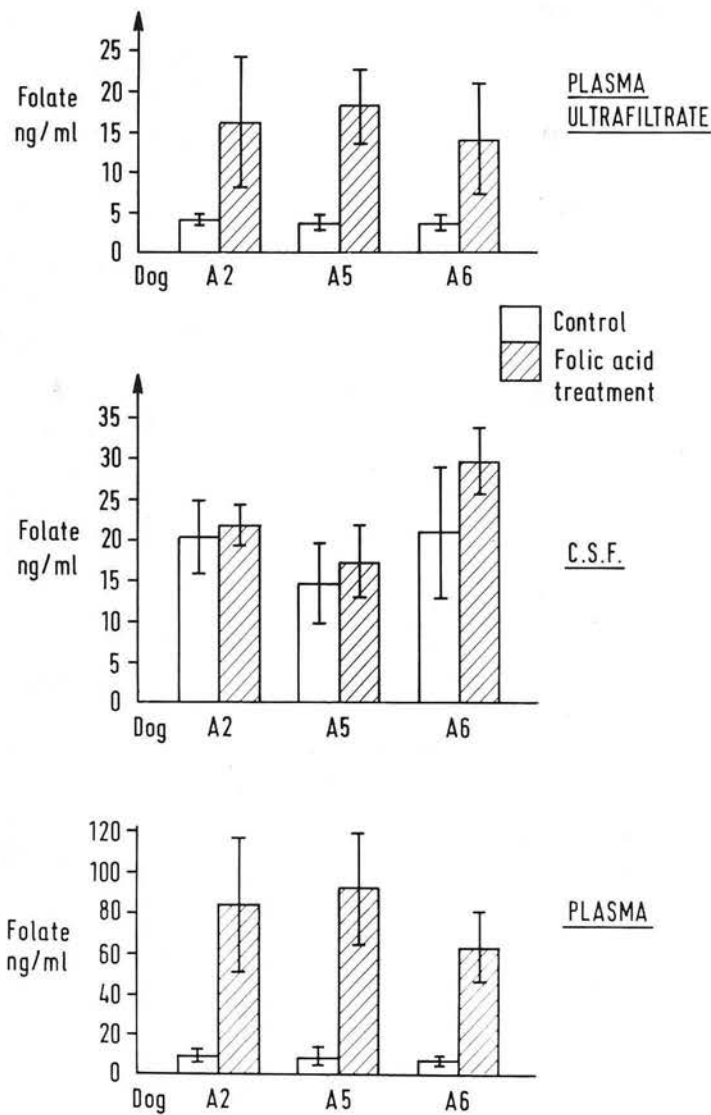 25
20
15
10
5
0
Folate
ng/ml
PLASMA
ULTRAFILTRATE
Dog A2 A5 A6
Control
Folic acid
treatment
35
30
25
20
15
10
5
0
Folate
ng/ml
C.S.F.
Dog A2 A5 A6
120
100
80
60
40
20
0
Folate
ng/ml
PLASMA
Dog A2 A5 A6